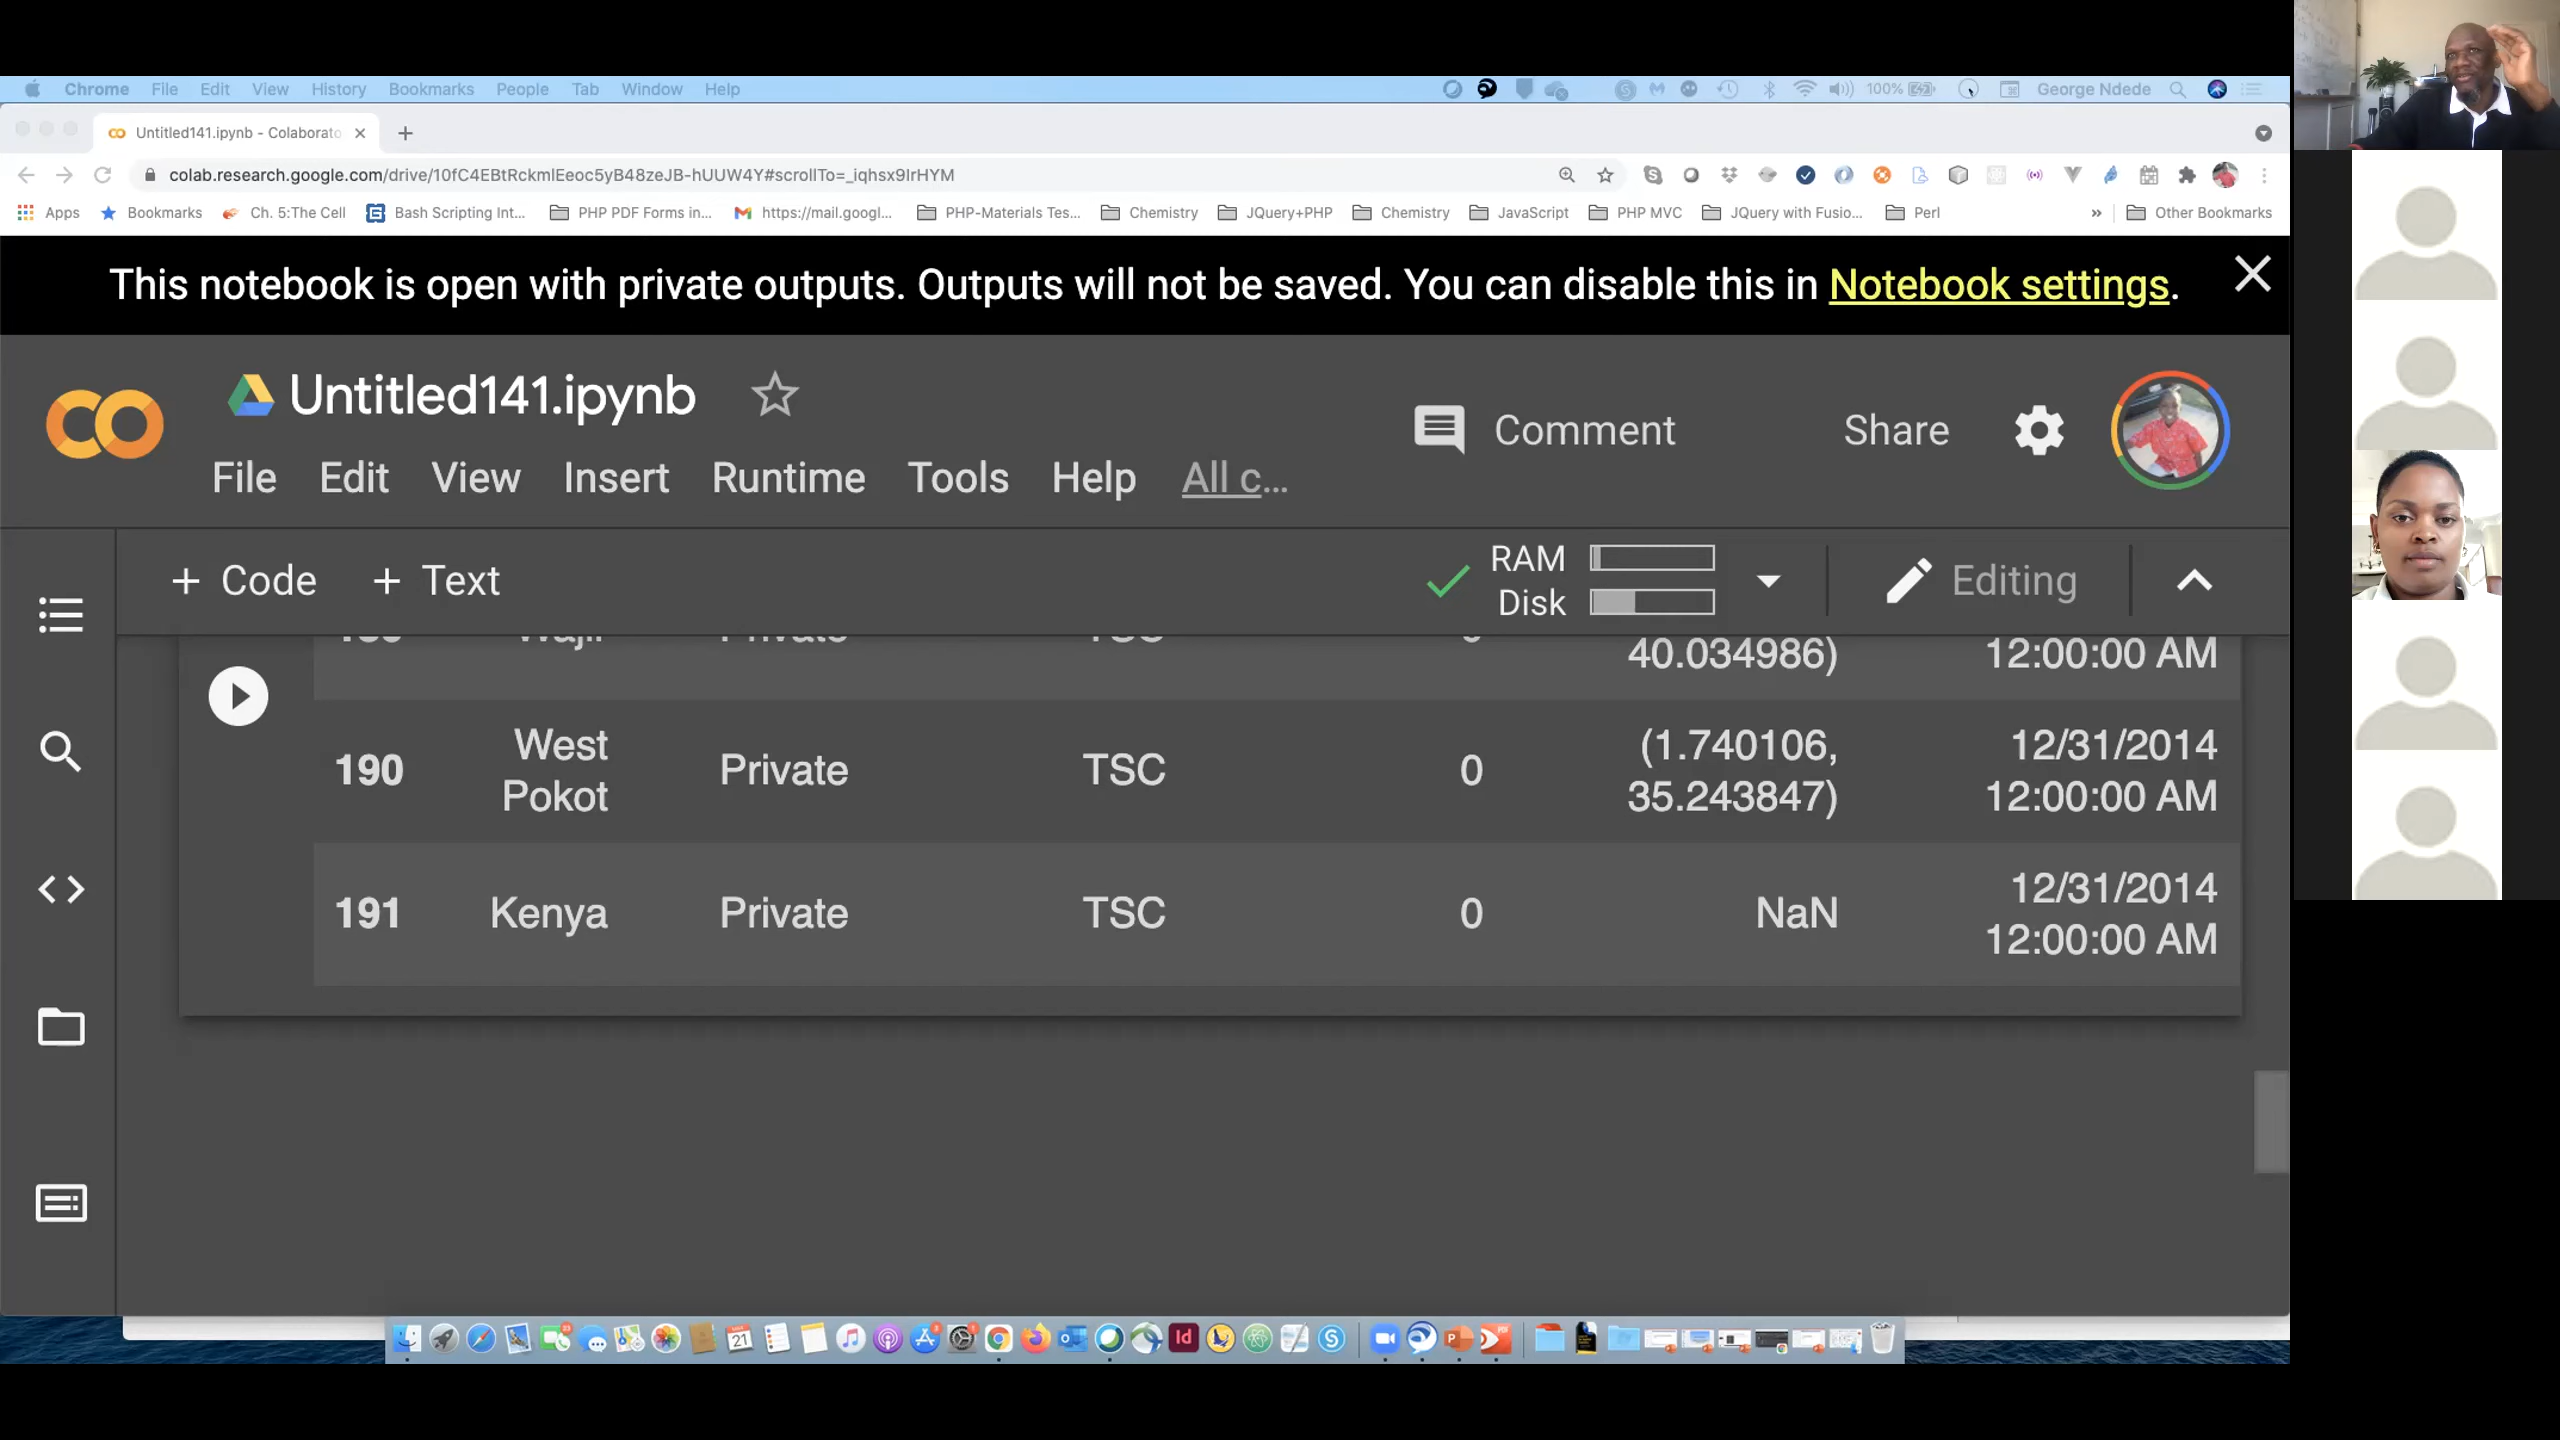 Chrome File Edit View History Bookmarks People Tab Window Help 100% George Ndede
Untitled141.ipynb - Colaborato
colab.research.google.com/drive/10fC4EBtRckmlEeoc5yB48zeJB-hUUW4Y#scrollTo=_iqhsx9IrHYM
Apps Bookmarks Ch. 5:The Cell Bash Scripting Int... PHP PDF Forms in... https://mail.googl... PHP-Materials Tes... Chemistry JQuery+PHP Chemistry JavaScript PHP MVC JQuery with Fusio... Perl » Other Bookmarks
This notebook is open with private outputs. Outputs will not be saved. You can disable this in Notebook settings.
Untitled141.ipynb
Comment Share
File Edit View Insert Runtime Tools Help All c...
+ Code + Text
RAM
Disk
Editing
40.034986) 12:00:00 AM
190 West Pokot Private TSC 0 (1.740106, 35.243847) 12/31/2014 12:00:00 AM
191 Kenya Private TSC 0 NaN 12/31/2014 12:00:00 AM
21
Id